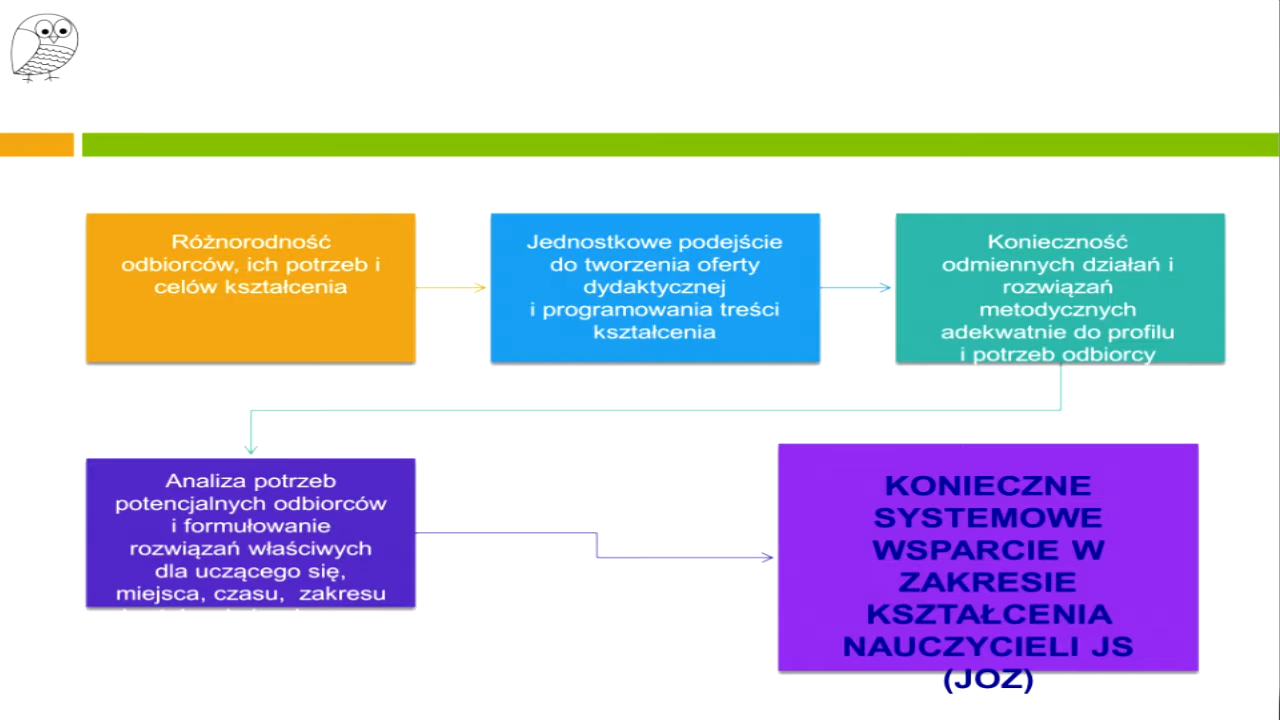 Różnorodność
odbiorców, ich potrzeb i
celów kształcenia
Jednostkowe podejście
do tworzenia oferty
dydaktycznej
i programowania treści
kształcenia
Konieczność
odmiennych działań i
rozwiązań
metodycznych
adekwatnie do profilu
i potrzeb odbiorcy
Analiza potrzeb
potencjalnych odbiorców
i formułowanie
rozwiązań właściwych
dla uczącego się,
miejsca, czasu, zakresu
KONIECZNE
SYSTEMOWE
WSPARCIE W
ZAKRESIE
KSZTAŁCENIA
NAUCZYCIELI JS
(JOZ)